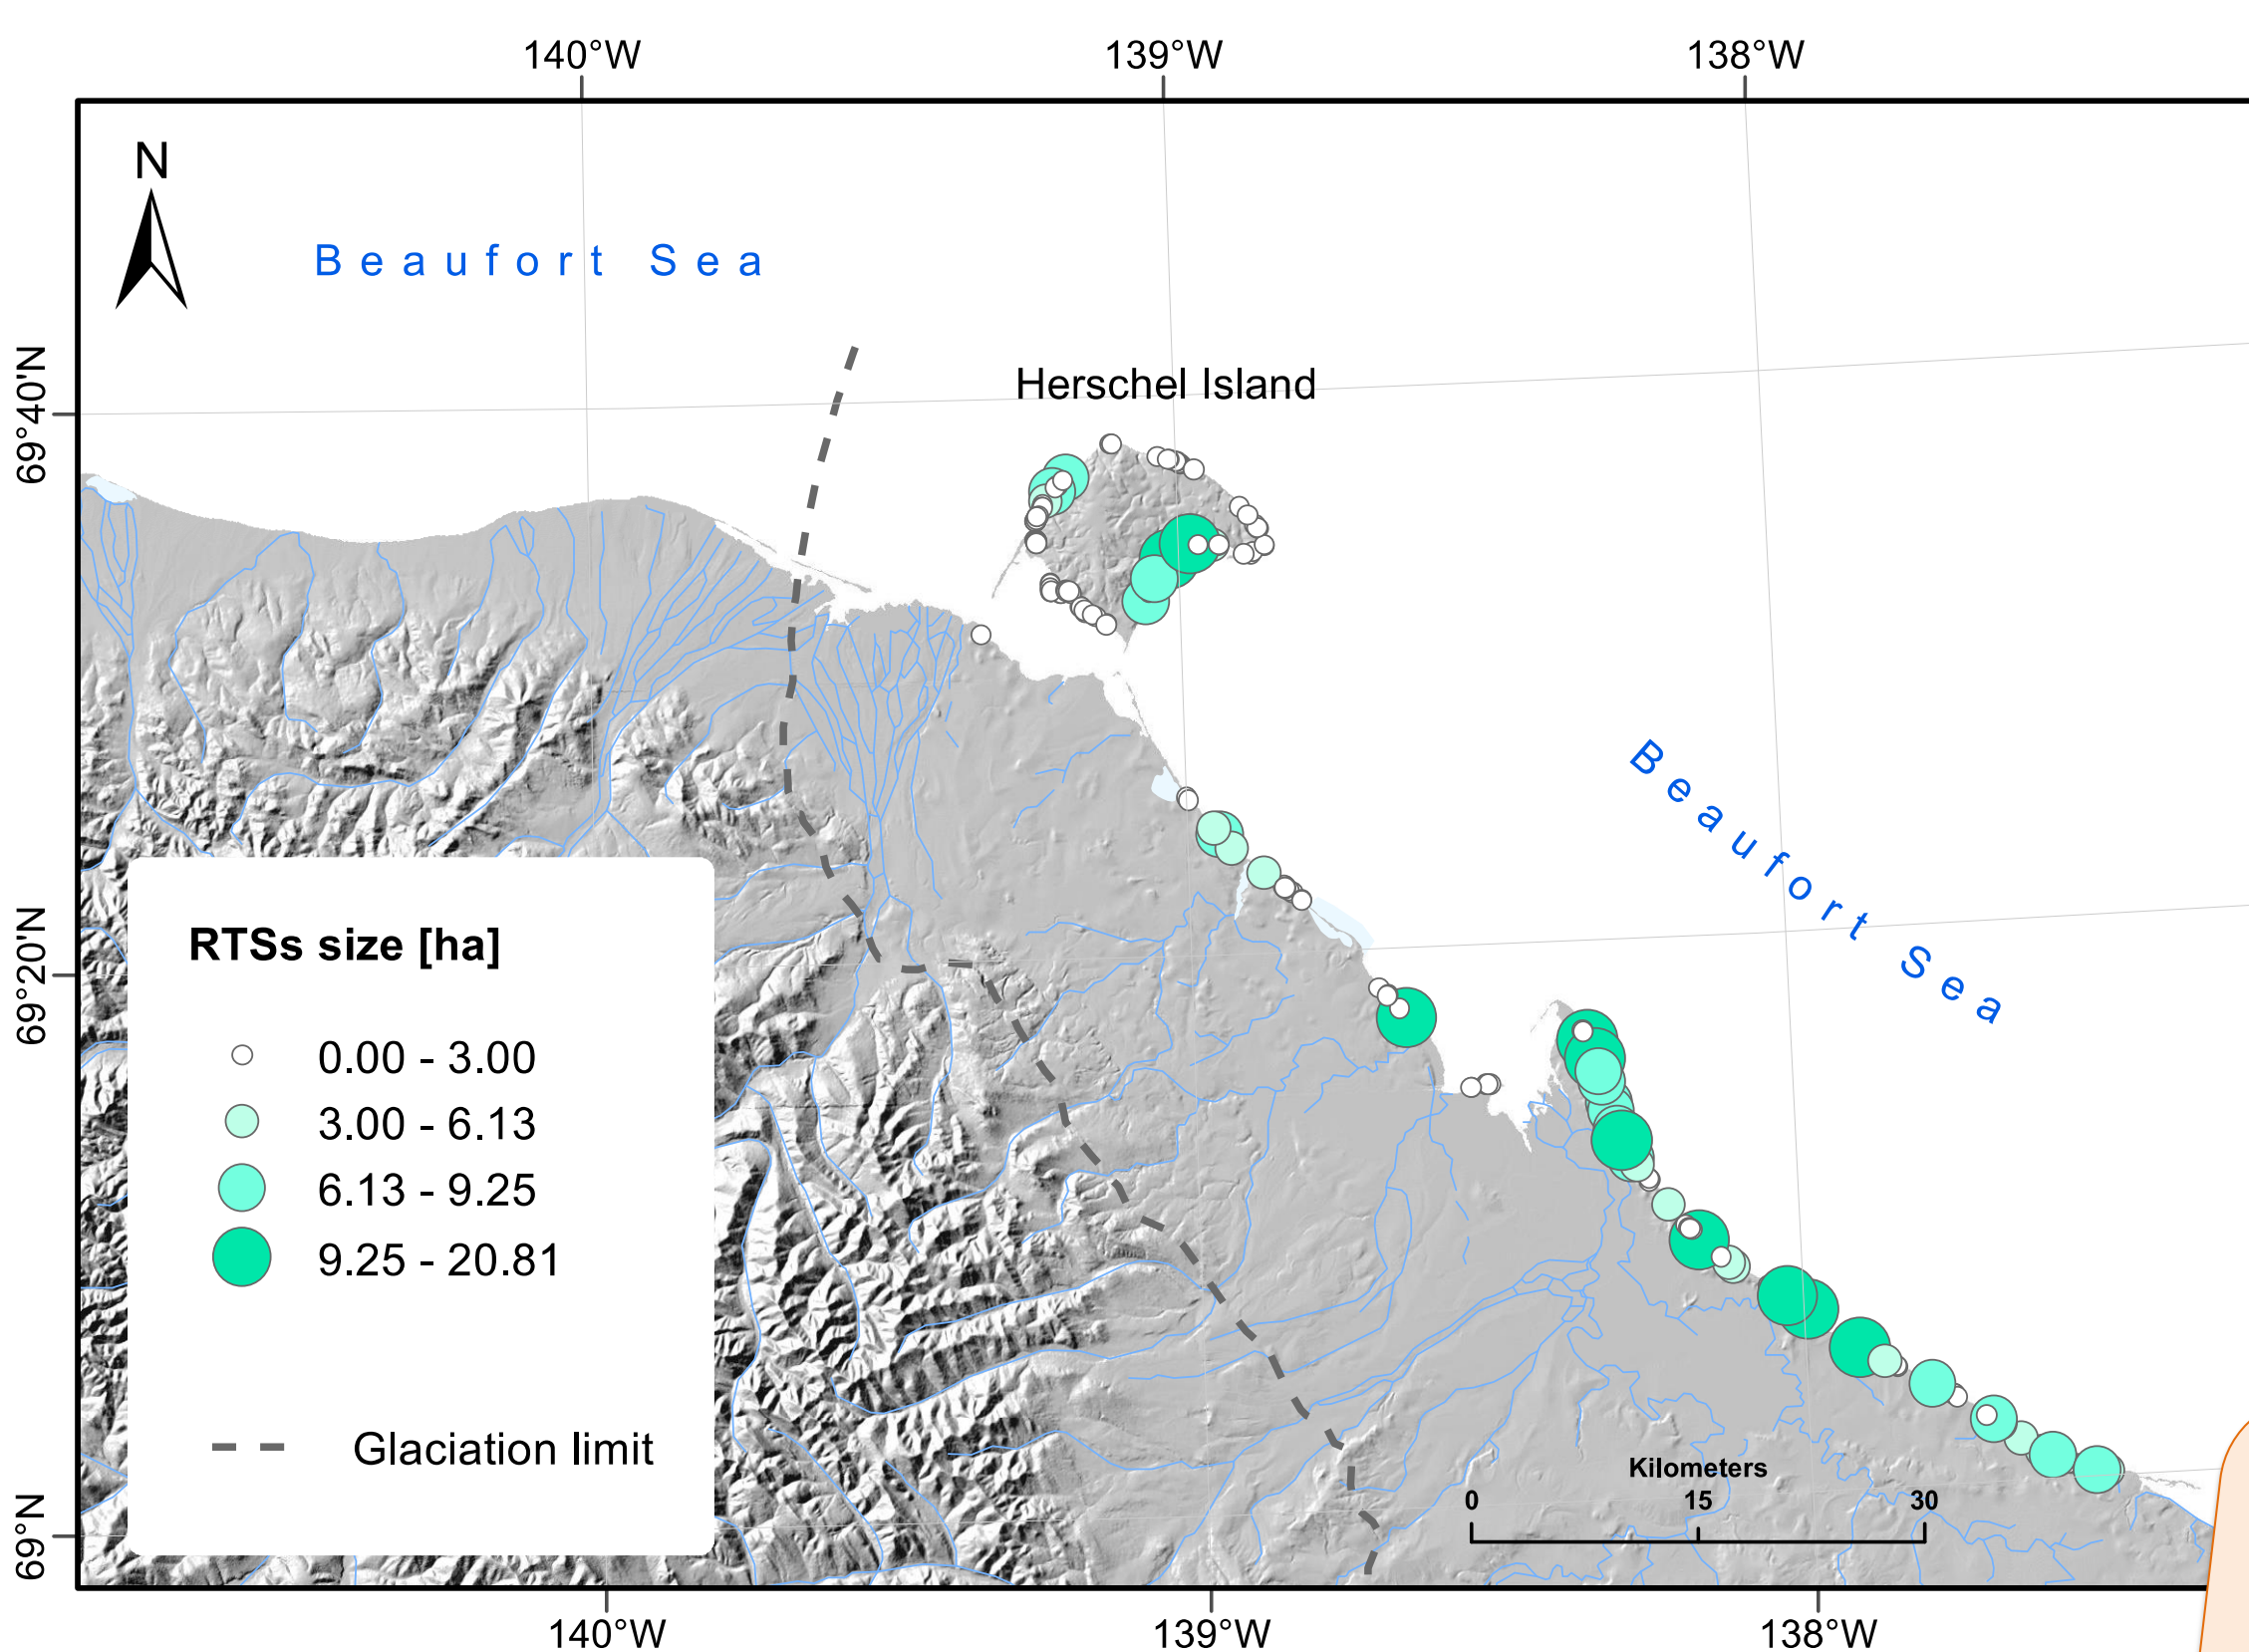 140°W 139°W 138°W
N
Beaufort Sea
69°40'N
Herschel Island
Beaufort Sea
69°20'N
RTSs size [ha]
0.00 - 3.00
3.00 - 6.13
6.13 - 9.25
9.25 - 20.81
Glaciation limit
Kilometers
0 15 30
69°N
140°W 139°W 138°W